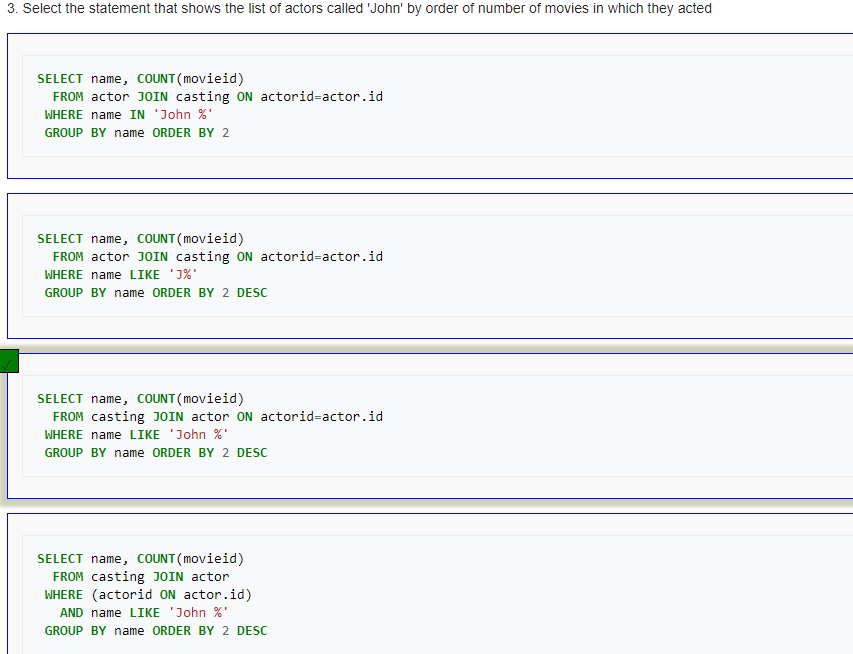 3. Select the statement that shows the list of actors called 'John' by order of number of movies in which they acted
SELECT name, COUNT(movieid)
FROM actor JOIN casting ON actorid=actor.id
WHERE name IN 'John %'
GROUP BY name ORDER BY 2
SELECT name, COUNT(movieid)
FROM actor JOIN casting ON actorid=actor.id
WHERE name LIKE 'J%'
GROUP BY name ORDER BY 2 DESC
✓
SELECT name, COUNT(movieid)
FROM casting JOIN actor ON actorid=actor.id
WHERE name LIKE 'John %'
GROUP BY name ORDER BY 2 DESC
SELECT name, COUNT(movieid)
FROM casting JOIN actor
WHERE (actorid ON actor.id)
AND name LIKE 'John %'
GROUP BY name ORDER BY 2 DESC